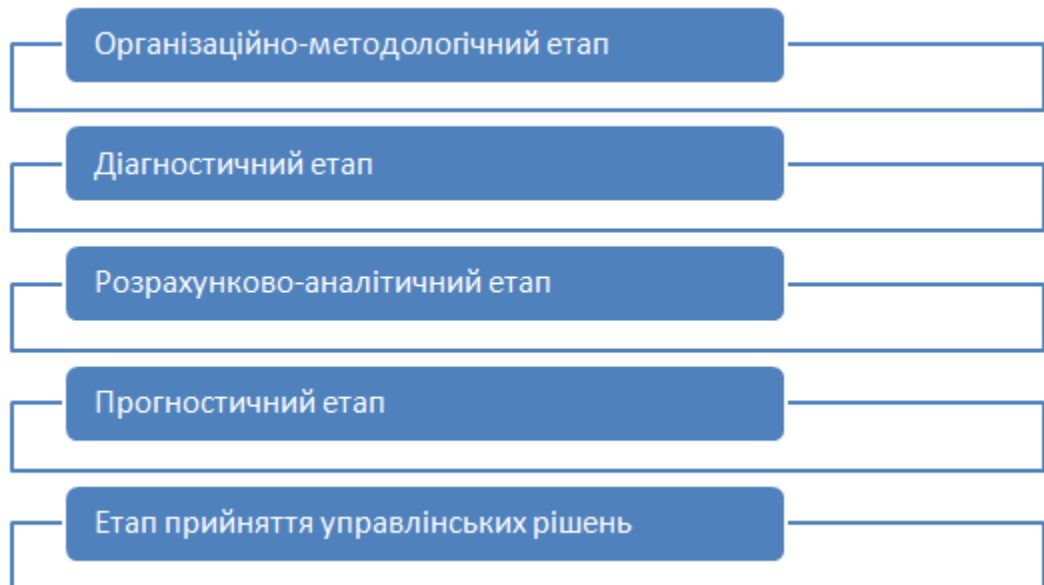 Організаційно-методологічний етап
Діагностичний етап
Розрахунково-аналітичний етап
Прогностичний етап
Етап прийняття управлінських рішень